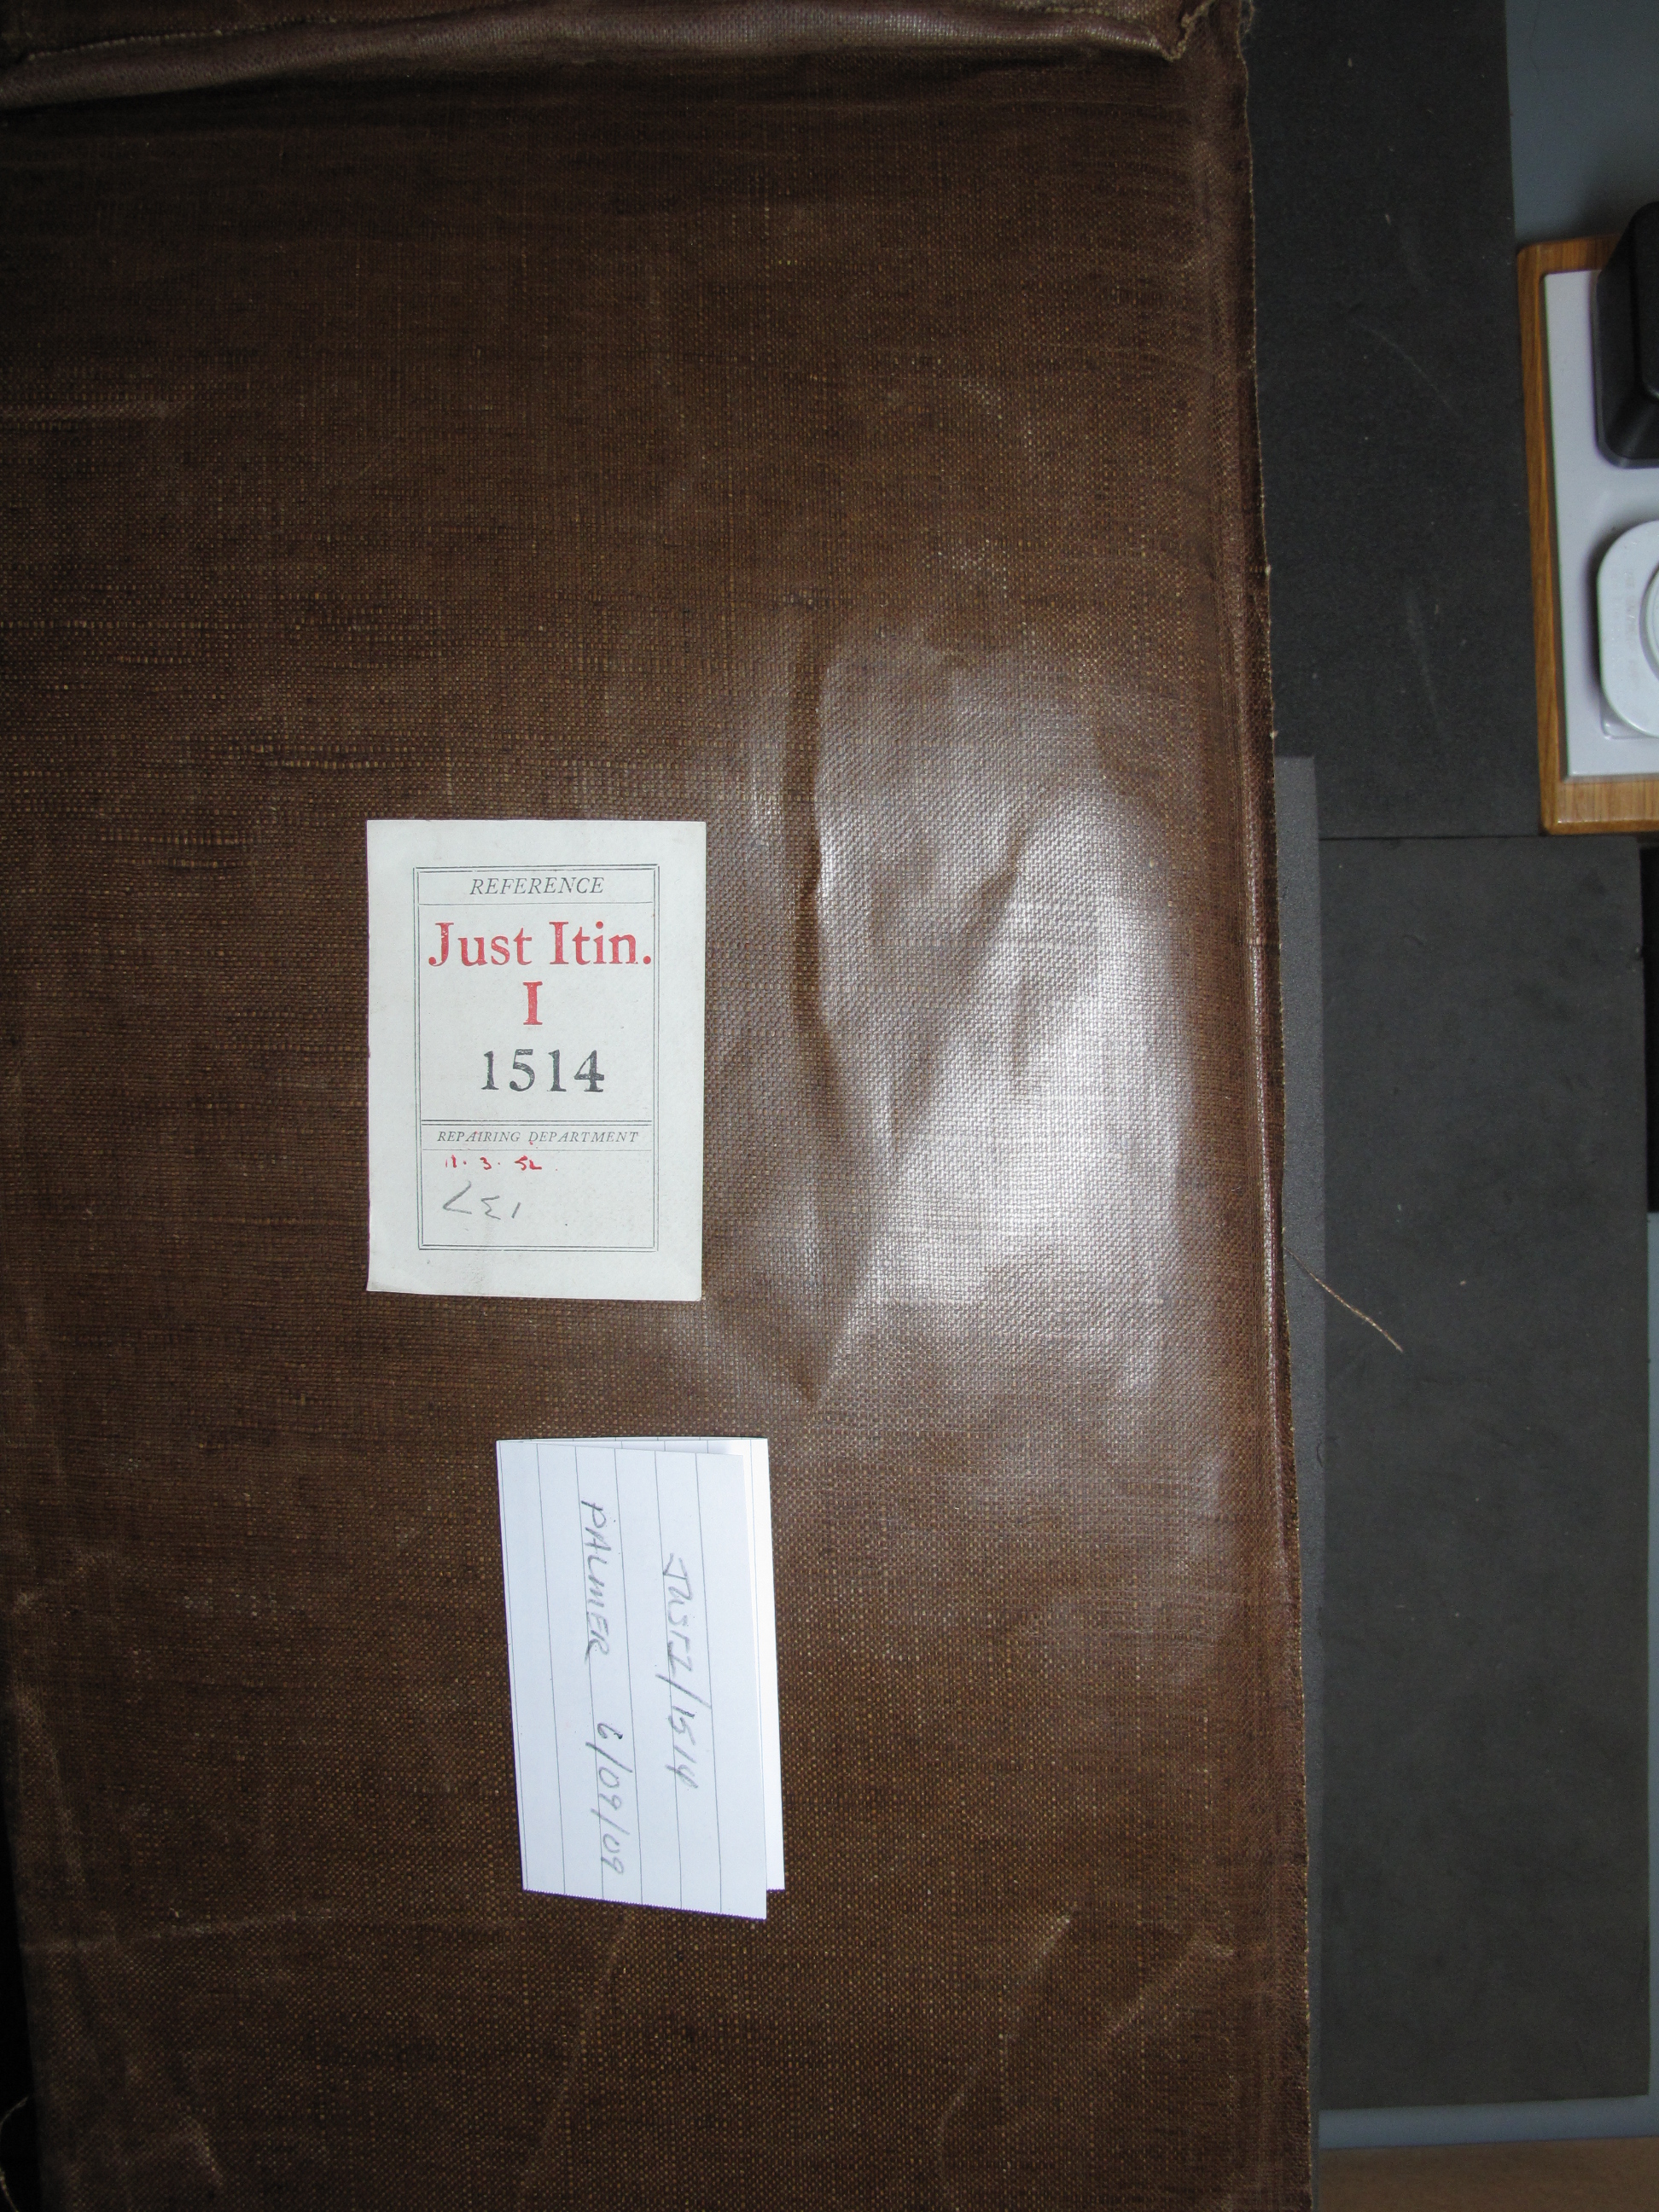 REFERENCE
Just Itin.
I
1514
REPAIRING DEPARTMENT
11. 3. 52.
JUST1/1514
PALMER 6/09/09